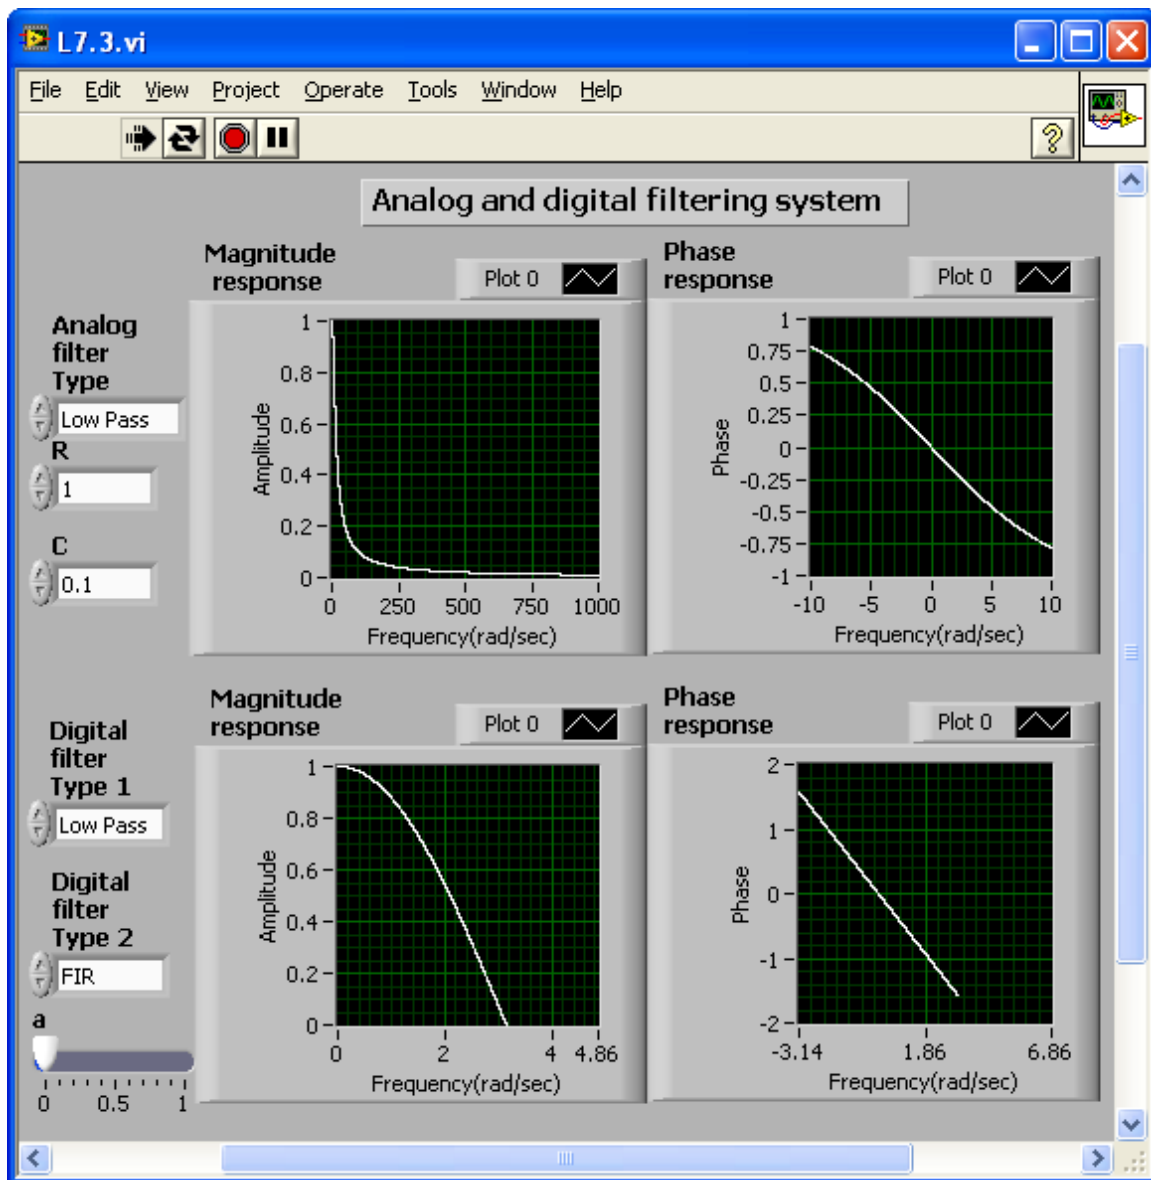 L7.3.vi
File Edit View Project Operate Tools Window Help
Analog and digital filtering system
Analog
filter
Type
Low Pass
R
1
C
0.1
Magnitude
response
Plot 0
Amplitude
1
0.8
0.6
0.4
0.2
0
0 250 500 750 1000
Frequency(rad/sec)
Phase
response
Plot 0
Phase
1
0.75
0.5
0.25
0
-0.25
-0.5
-0.75
-1
-10 -5 0 5 10
Frequency(rad/sec)
Digital
filter
Type 1
Low Pass
Digital
filter
Type 2
FIR
a
0 0.5 1
Magnitude
response
Plot 0
Amplitude
1
0.8
0.6
0.4
0.2
0
0 2 4 4.86
Frequency(rad/sec)
Phase
response
Plot 0
Phase
2
1
0
-1
-2
-3.14 1.86 6.86
Frequency(rad/sec)